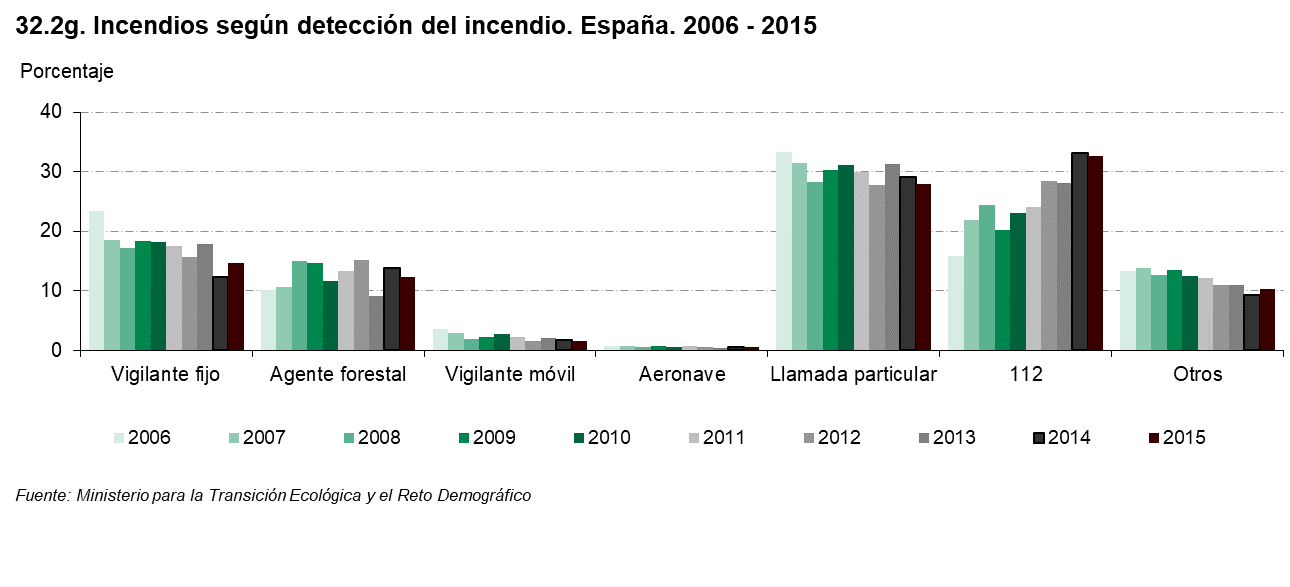 32.2g. Incendios según detección del incendio. España. 2006 - 2015
Porcentaje
40
30
20
10
0
Vigilante fijo Agente forestal Vigilante móvil Aeronave Llamada particular 112 Otros
2006 2007 2008 2009 2010 2011 2012 2013 2014 2015
Fuente: Ministerio para la Transición Ecológica y el Reto Demográfico